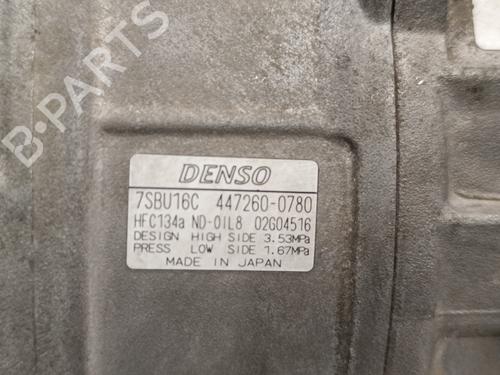 B-PARTS
DENSO
7SBU16C 447260-0780
HFC134a ND-OIL8 02G04516
DESIGN HIGH SIDE 3.53MPa
PRESS LOW SIDE 1.67MPa
MADE IN JAPAN